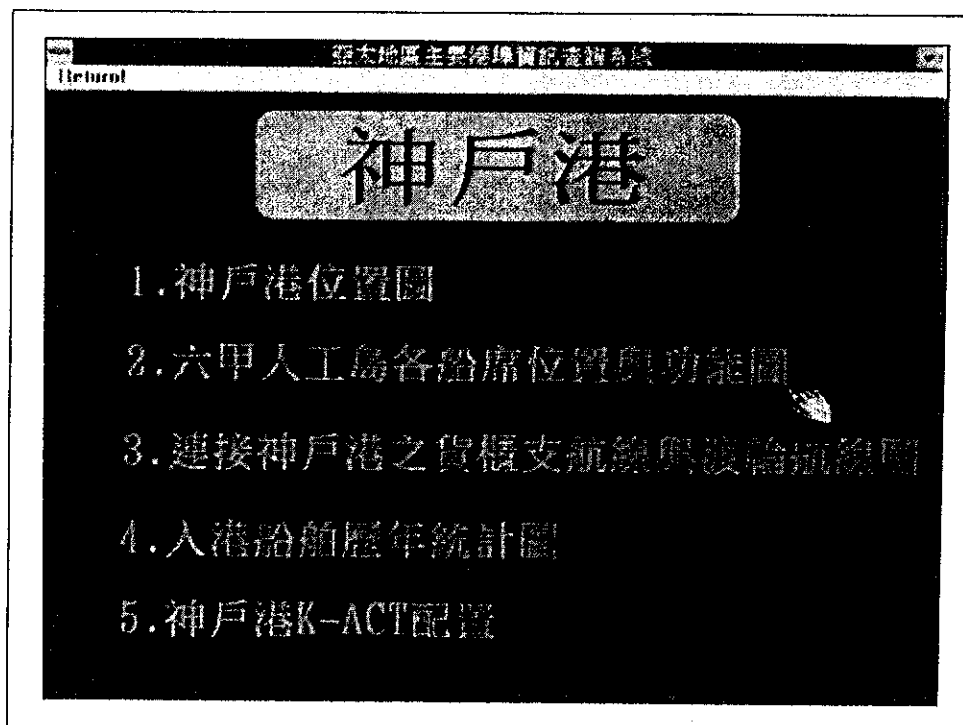 亞太地區主要港埠資訊查詢系統
Return!
神戶港
1.神戶港位置圖
2.六甲人工島各船席位置與功能圖
3.連接神戶港之貨櫃支航線與渡輪航線圖
4.入港船舶歷年統計圖
5.神戶港K-ACT配置